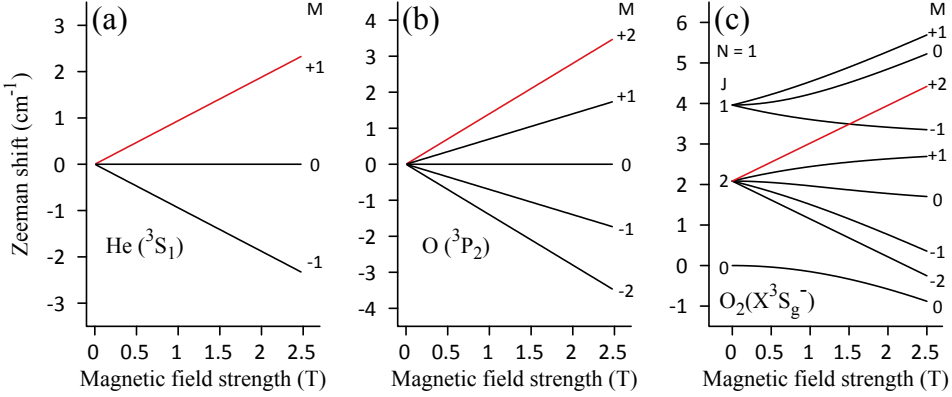 (a)
M
3
2
1
0
-1
-2
-3
+1
0
-1
He (³S₁)
0 0.5 1 1.5 2 2.5
Magnetic field strength (T)
Zeeman shift (cm⁻¹)
(b)
M
4
3
2
1
0
-1
-2
-3
-4
+2
+1
0
-1
-2
O (³P₂)
0 0.5 1 1.5 2 2.5
Magnetic field strength (T)
(c)
M
6
5
4
3
2
1
0
-1
N = 1
J
1
2
0
+1
0
+2
-1
+1
0
-1
-2
0
O₂(X³S⁻g)
0 0.5 1 1.5 2 2.5
Magnetic field strength (T)